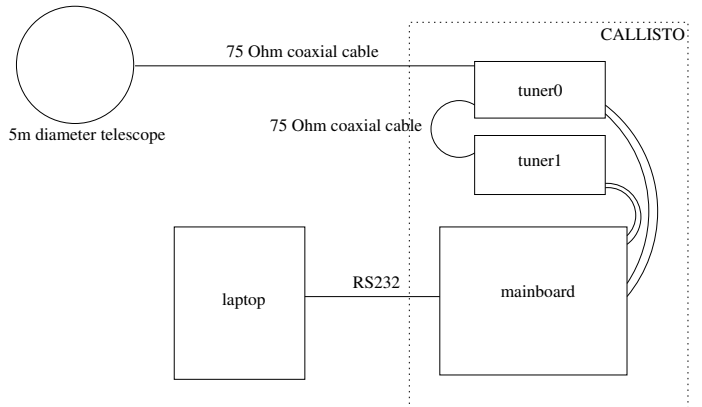 CALLISTO
75 Ohm coaxial cable
tuner0
75 Ohm coaxial cable
5m diameter telescope
tuner1
RS232
laptop
mainboard